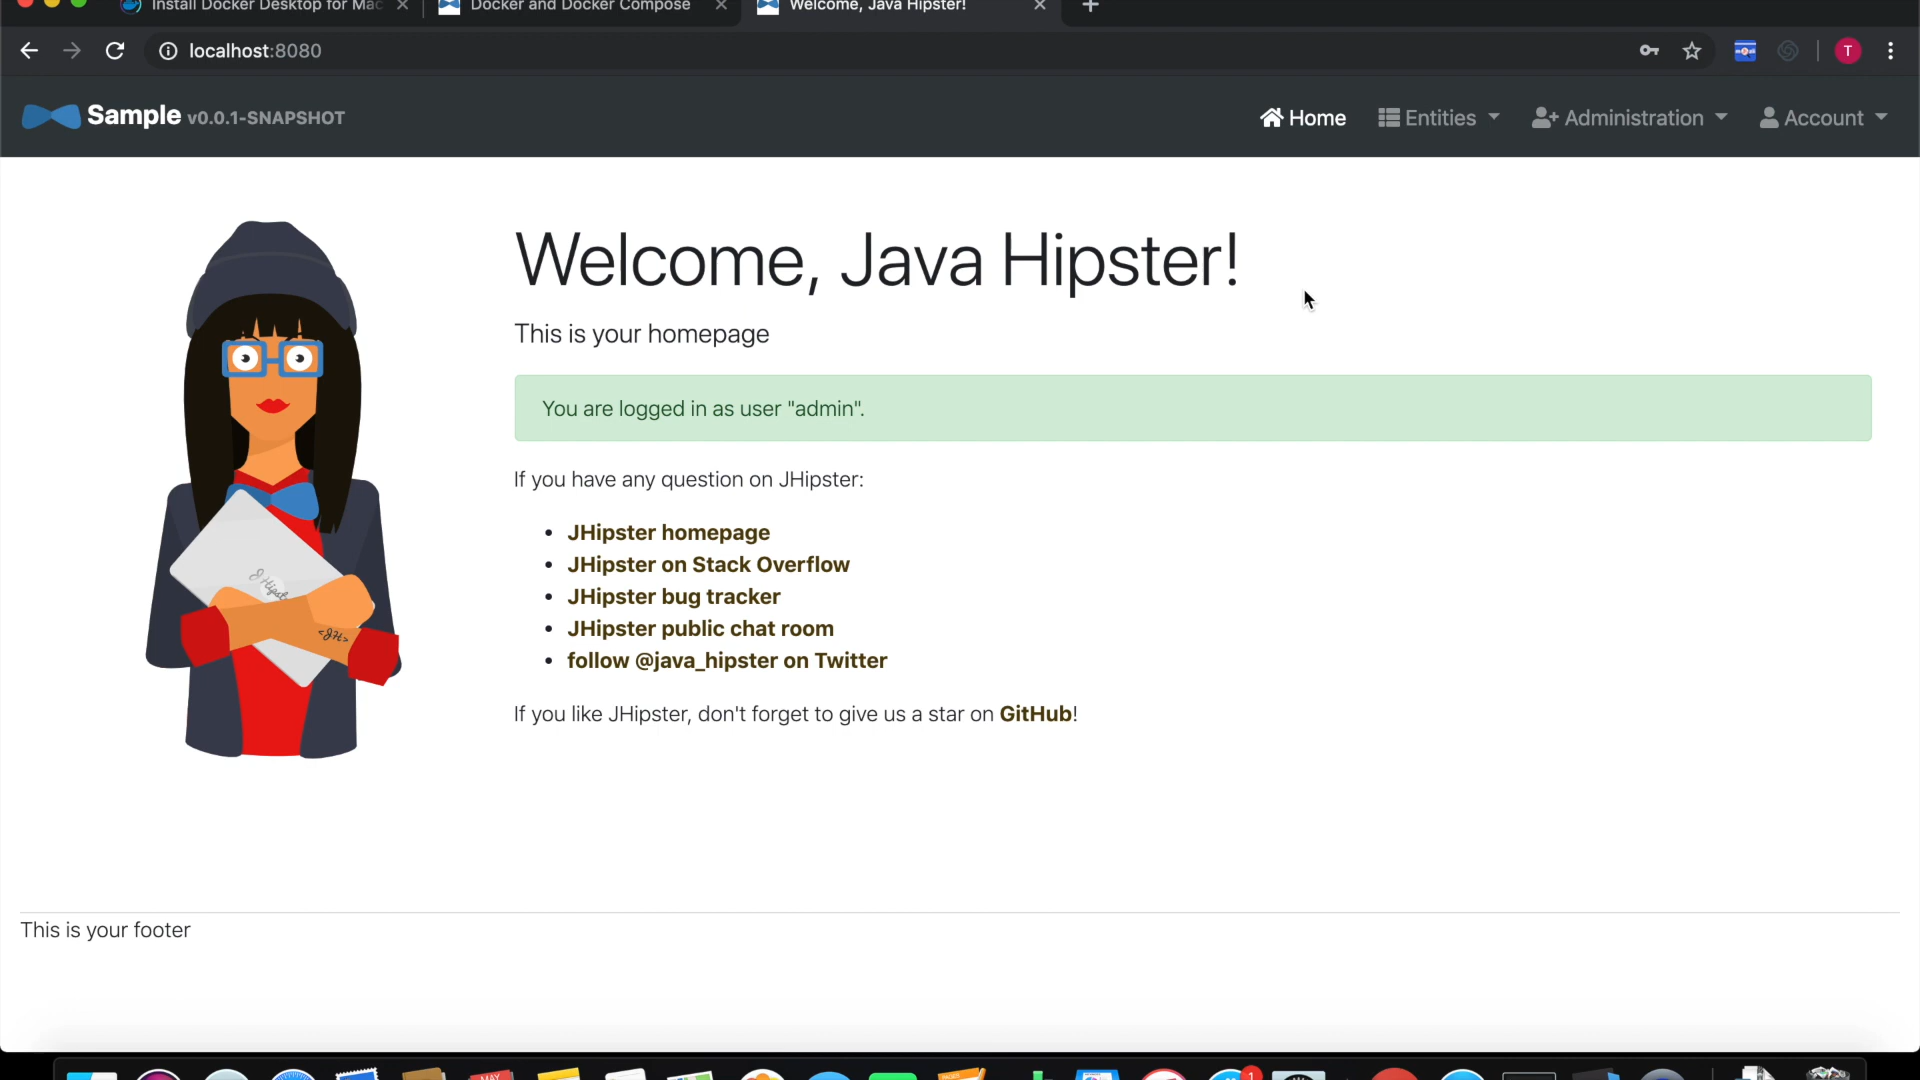 Install Docker Desktop for Mac
Docker and Docker Compose
Welcome, Java Hipster!
localhost:8080
T
Sample v0.0.1-SNAPSHOT
Home
Entities
Administration
Account
Welcome, Java Hipster!
This is your homepage
You are logged in as user "admin".
If you have any question on JHipster:
• JHipster homepage
• JHipster on Stack Overflow
• JHipster bug tracker
• JHipster public chat room
• follow @java_hipster on Twitter
If you like JHipster, don't forget to give us a star on GitHub!
<JH>
This is your footer
MAY
PAGES
1